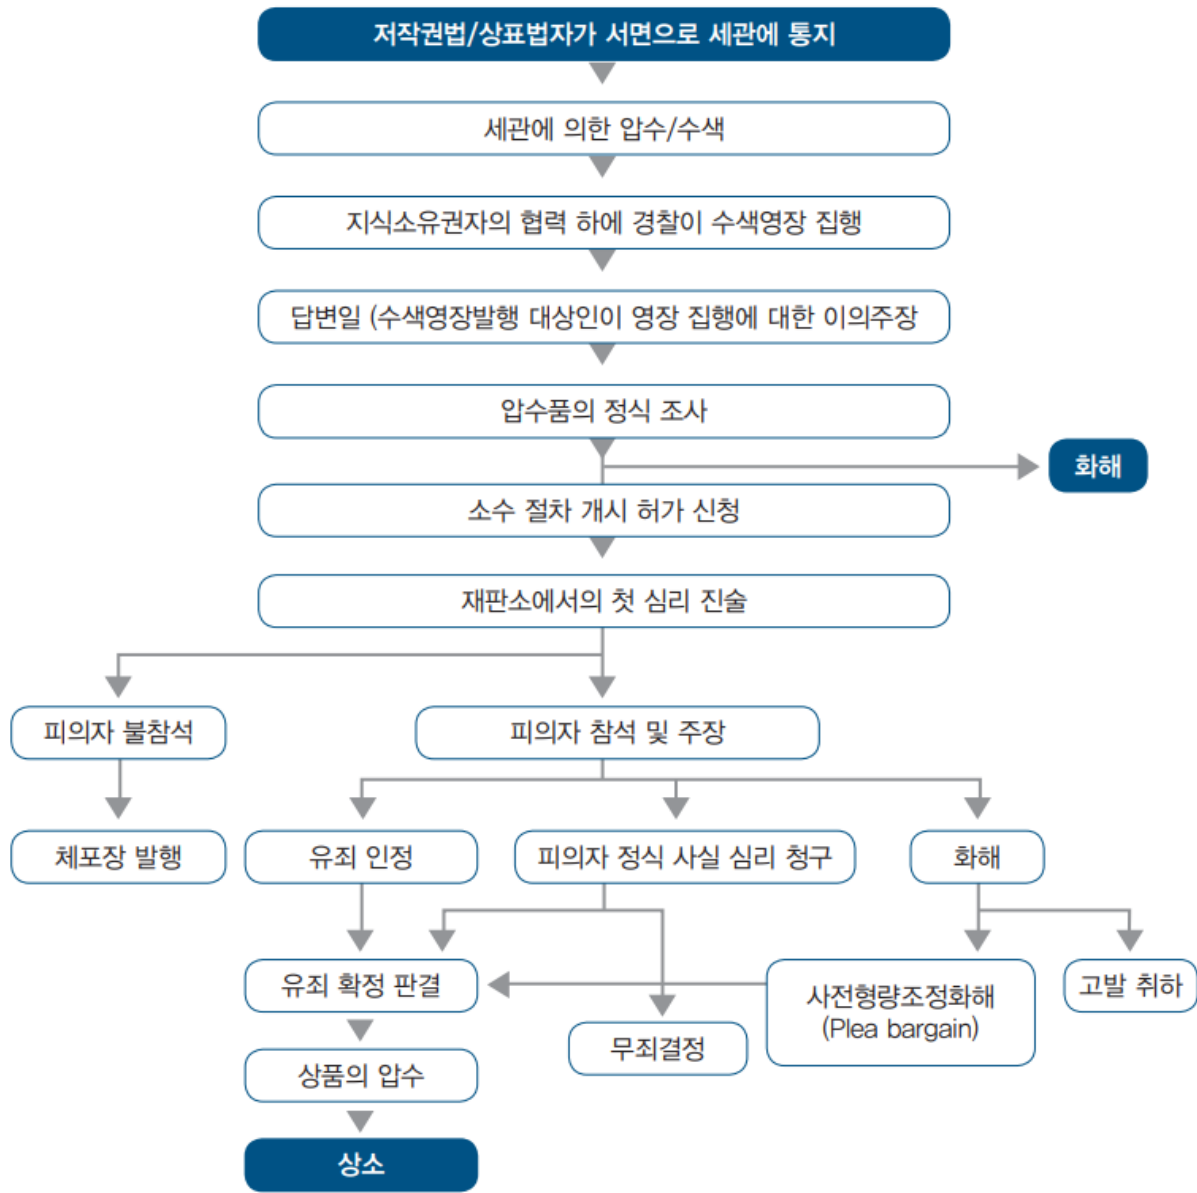 저작권법/상표법자가 서면으로 세관에 통지
세관에 의한 압수/수색
지식소유권자의 협력 하에 경찰이 수색영장 집행
답변일 (수색영장발행 대상인이 영장 집행에 대한 이의주장
압수품의 정식 조사
화해
소수 절차 개시 허가 신청
재판소에서의 첫 심리 진술
피의자 불참석
피의자 참석 및 주장
체포장 발행
유죄 인정
피의자 정식 사실 심리 청구
화해
유죄 확정 판결
사전형량조정화해
(Plea bargain)
고발 취하
무죄결정
상품의 압수
상소